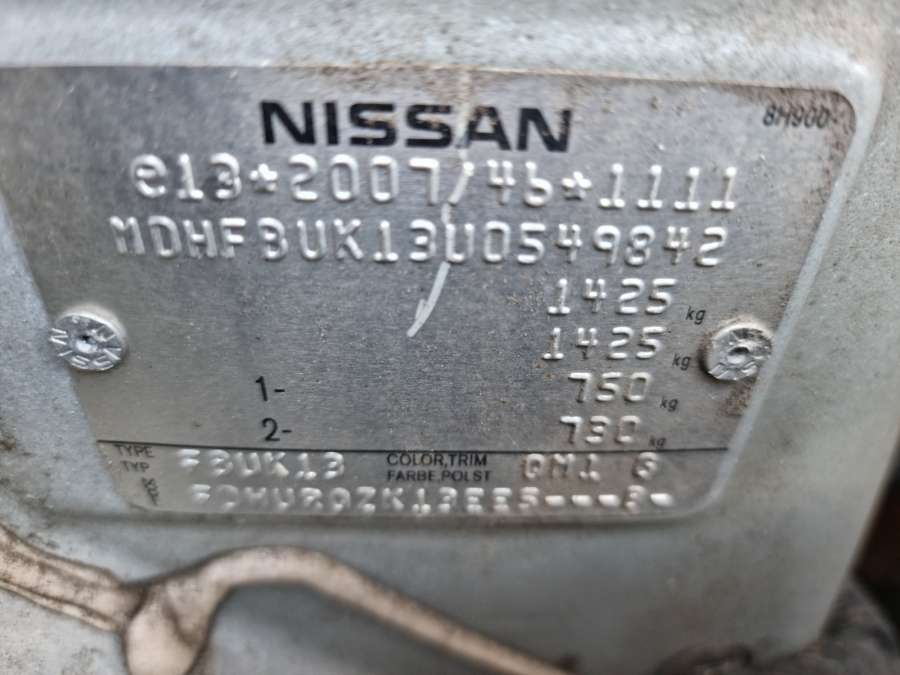 NISSAN
8H900
e13*2007/46*1111
MDHFBUK13U0549842
1425 kg
1425 kg
1- 750 kg
2- 730 kg
TYPE
TYP FBUK13 COLOR,TRIM
FARBE,POLST QM1 G
NISSAN